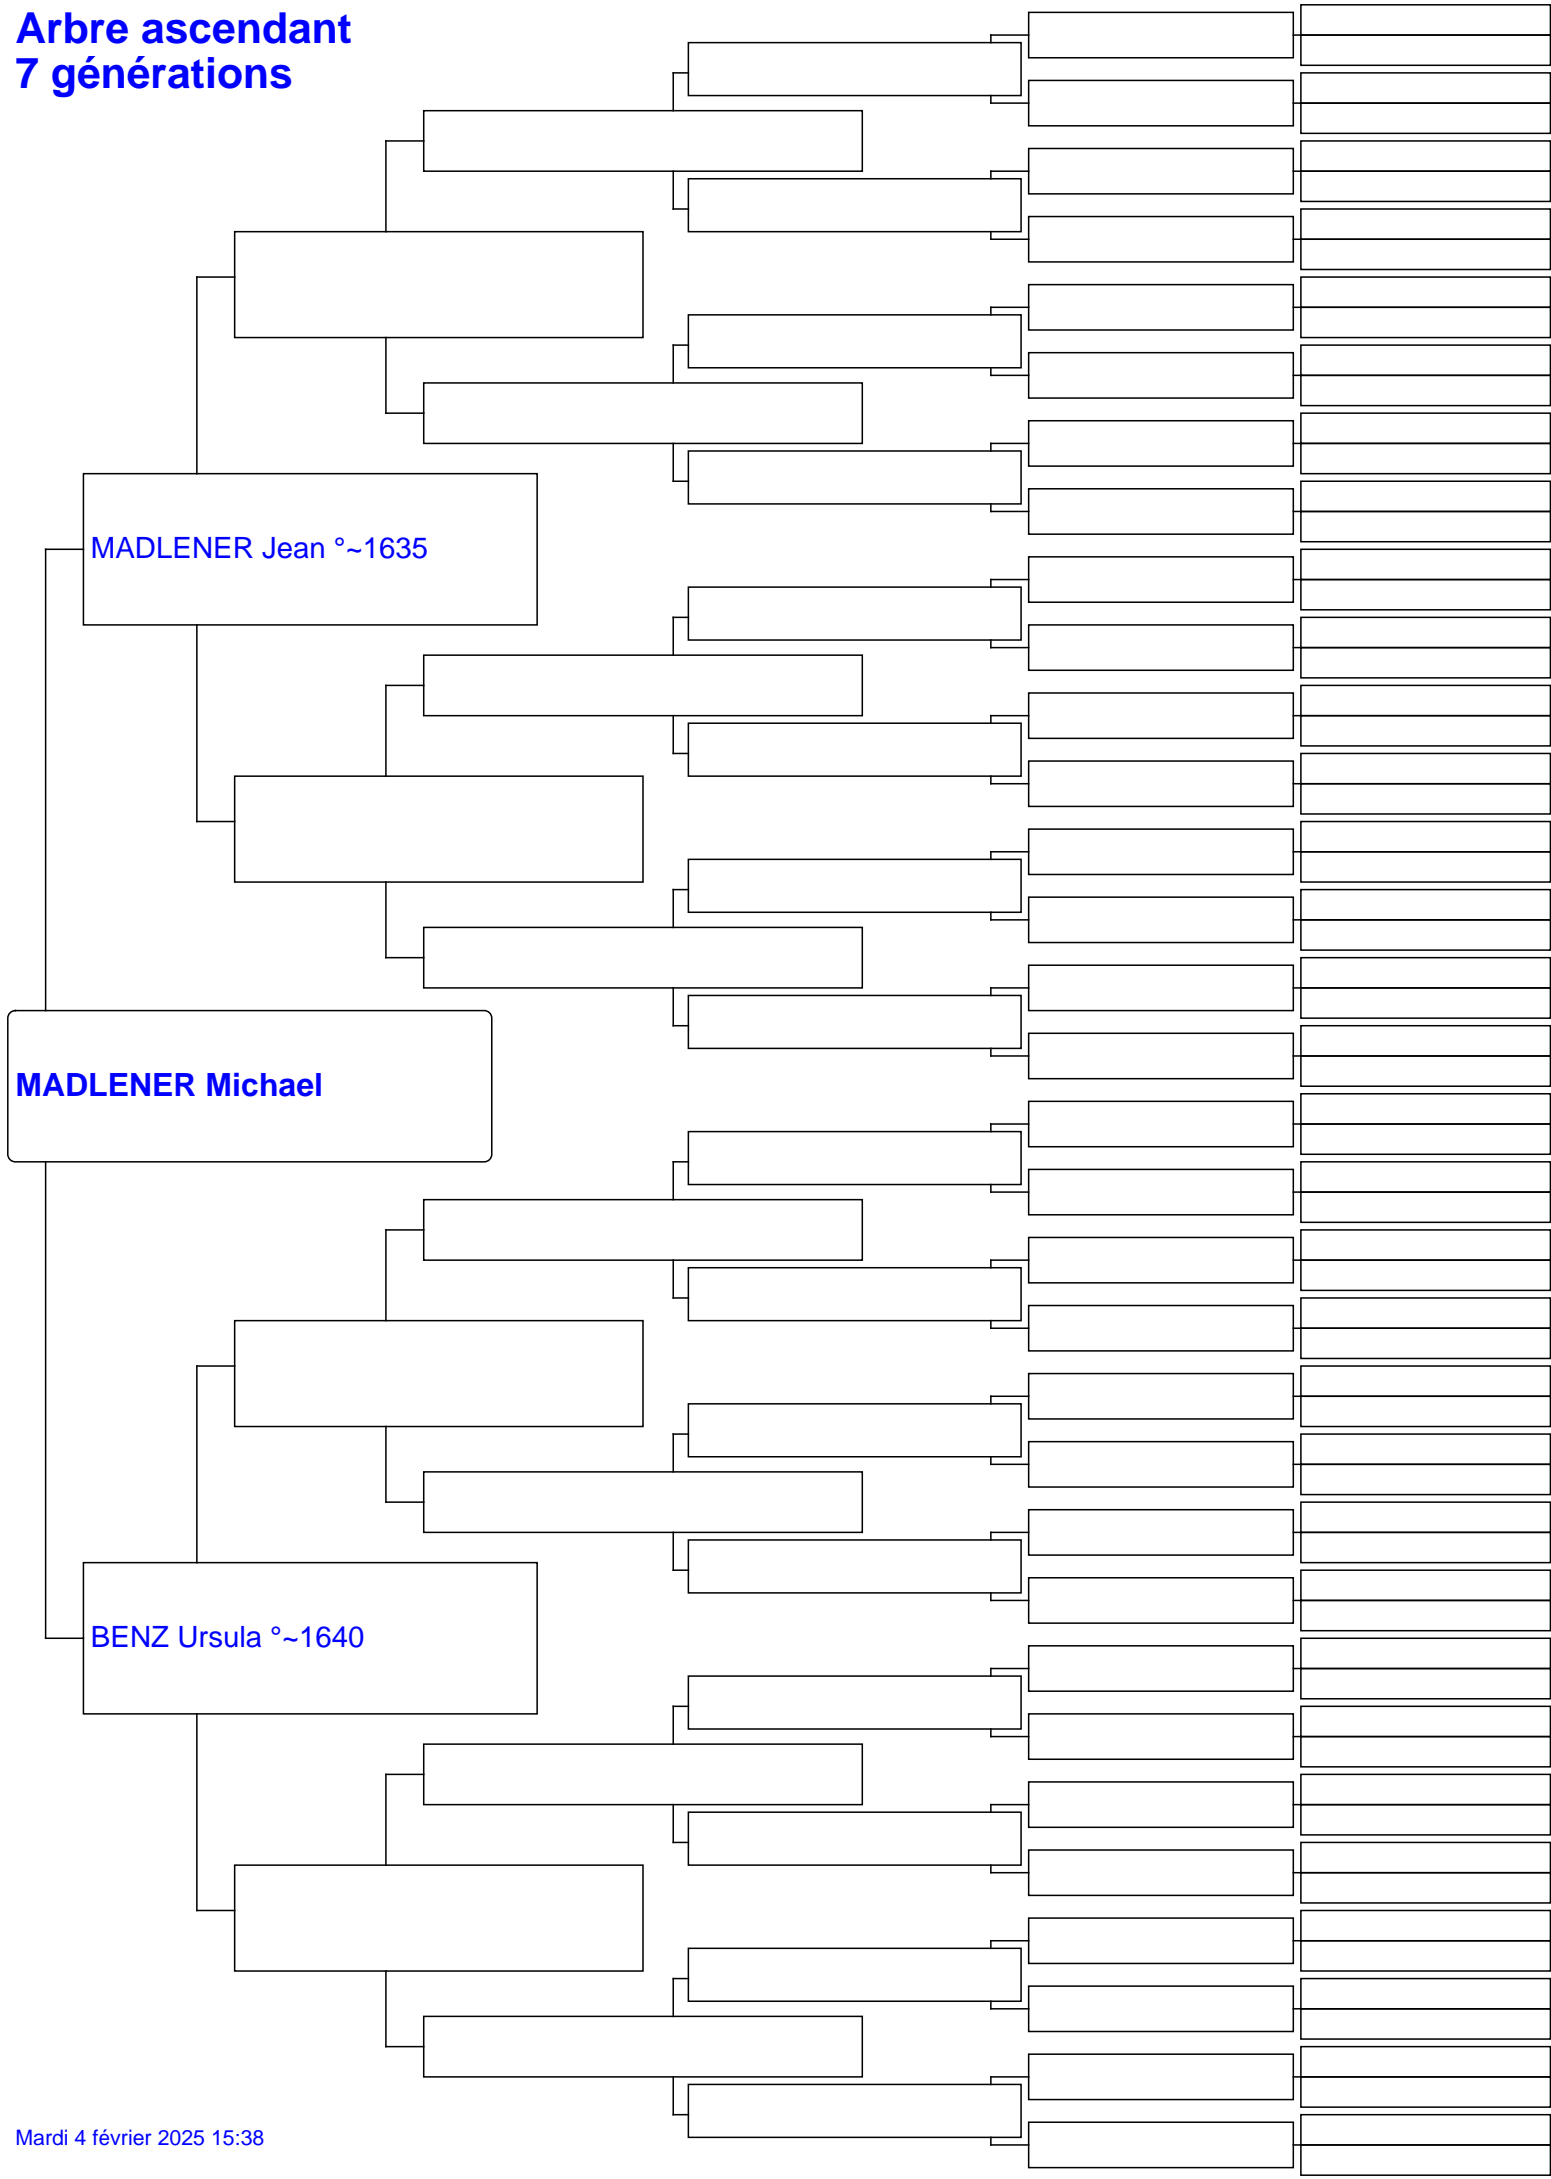 Arbre ascendant
7 générations
MADLENER Jean °~1635
MADLENER Michael
BENZ Ursula °~1640
Mardi 4 février 2025 15:38